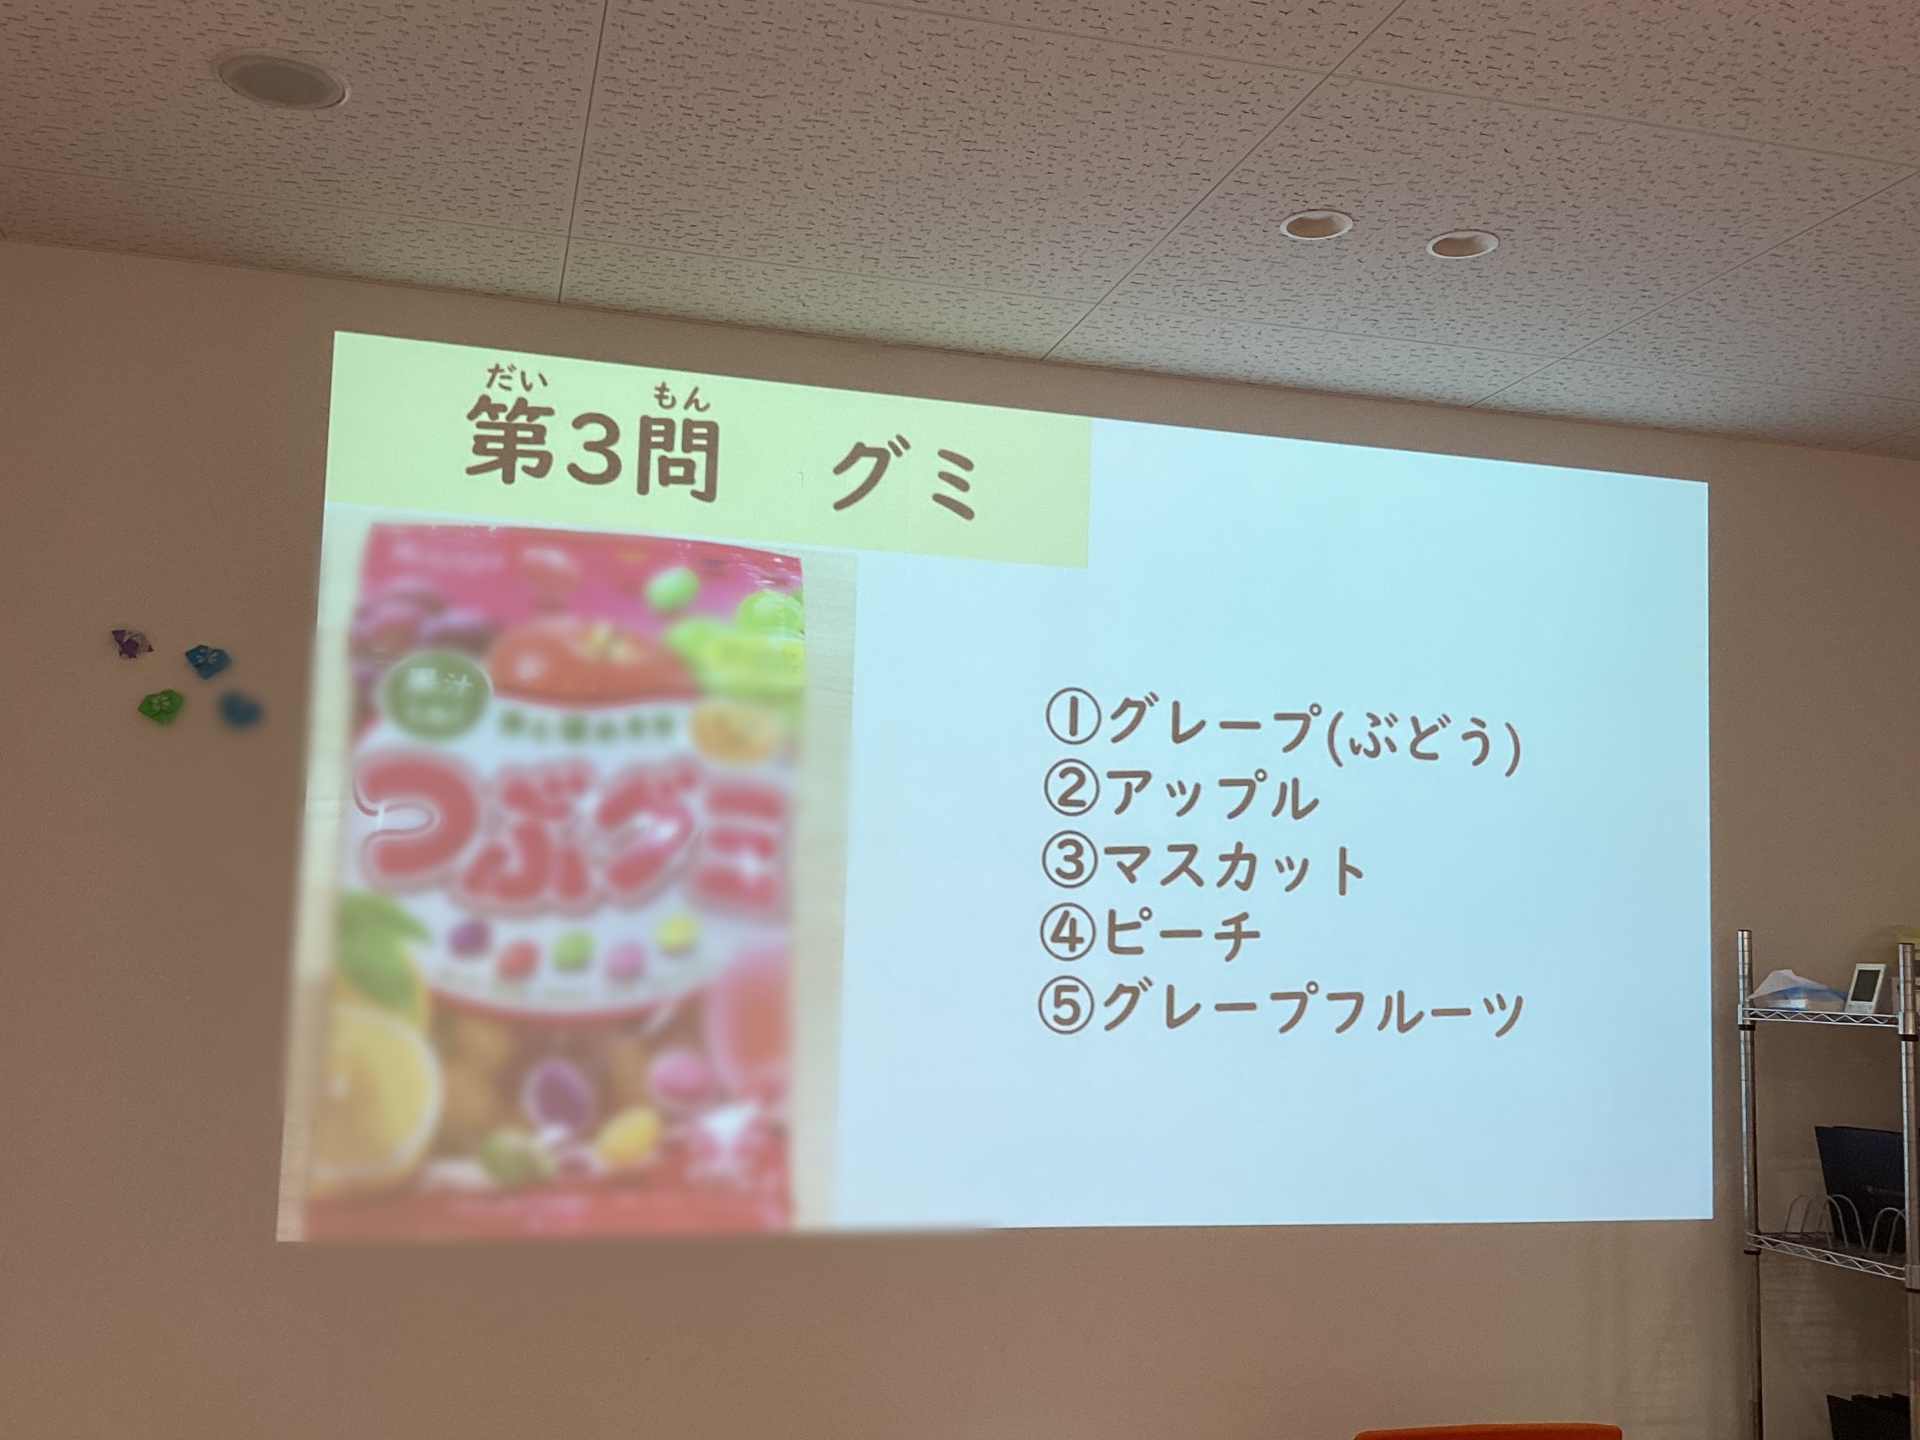 だい もん
第3問 グミ
果汁
つぶグミ
①グレープ(ぶどう)
②アップル
③マスカット
④ピーチ
⑤グレープフルーツ